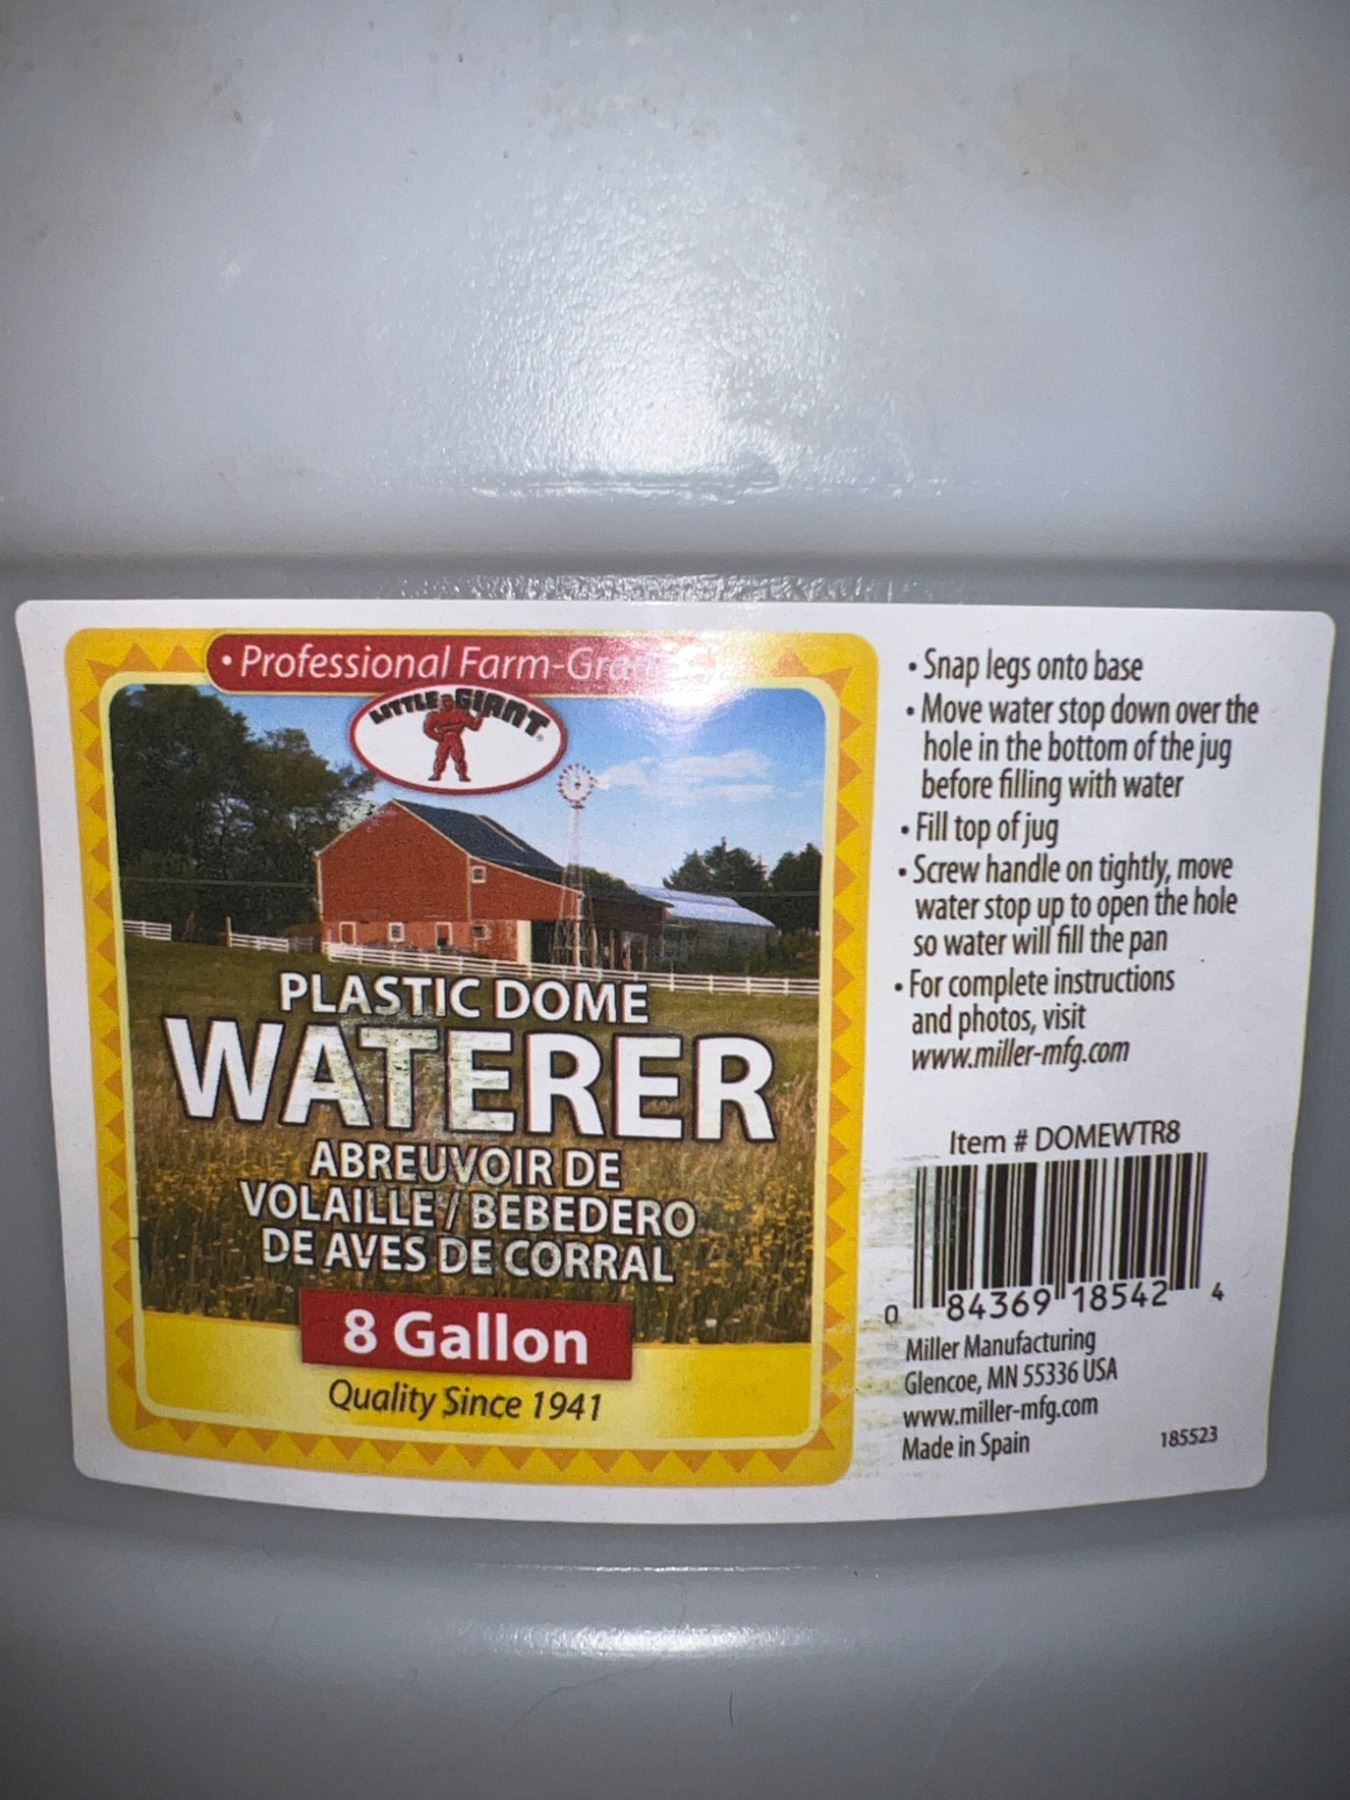 • Professional Farm-Gra
LITTLE GIANT®
PLASTIC DOME
WATERER
ABREUVOIR DE
VOLAILLE / BEBEDERO
DE AVES DE CORRAL
8 Gallon
Quality Since 1941
• Snap legs onto base
• Move water stop down over the
hole in the bottom of the jug
before filling with water
• Fill top of jug
• Screw handle on tightly, move
water stop up to open the hole
so water will fill the pan
• For complete instructions
and photos, visit
www.miller-mfg.com
Item # DOMEWTR8
0 84369 18542 4
Miller Manufacturing
Glencoe, MN 55336 USA
www.miller-mfg.com
Made in Spain
185523